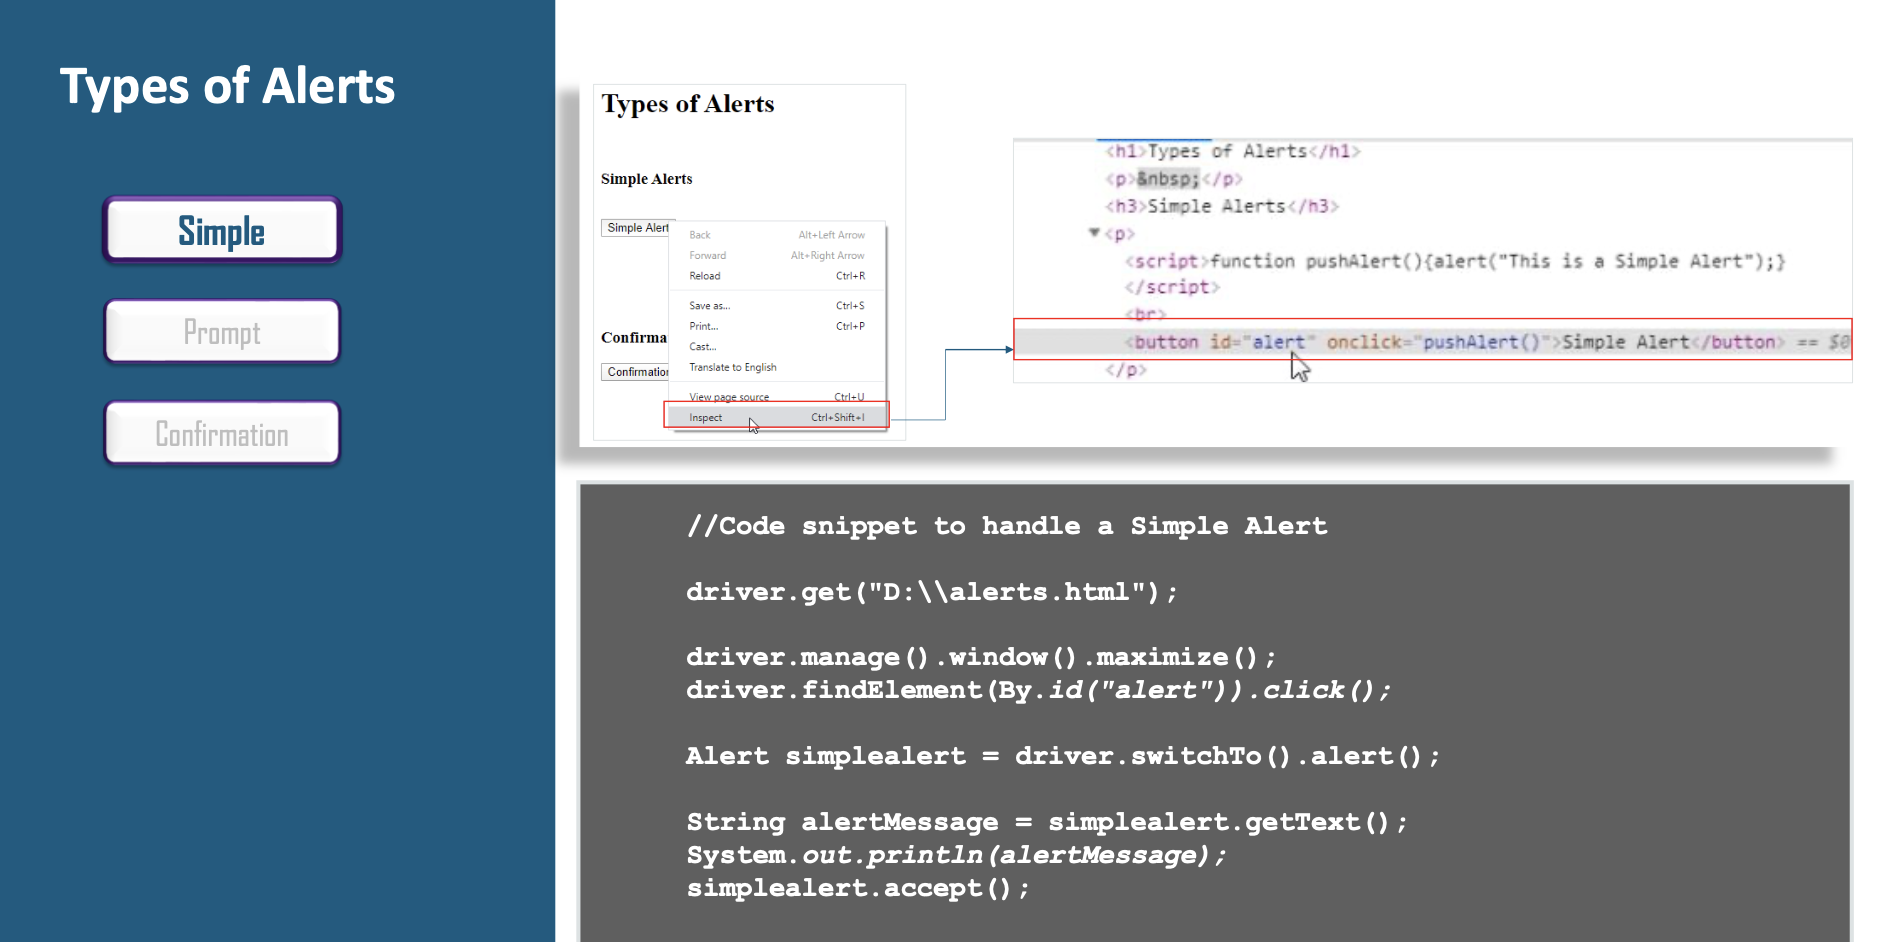 Types of Alerts
Simple
Prompt
Confirmation
Types of Alerts
Simple Alerts
Simple Alert
Back Alt+Left Arrow
Forward Alt+Right Arrow
Reload Ctrl+R
Save as... Ctrl+S
Print... Ctrl+P
Cast...
Translate to English
View page source Ctrl+U
Inspect Ctrl+Shift+I
Confirma
Confirmation
<h1>Types of Alerts</h1>
<p>&nbsp;</p>
<h3>Simple Alerts</h3>
▼<p>
<script>function pushAlert(){alert("This is a Simple Alert");}
</script>
<br>
<button id="alert" onclick="pushAlert()">Simple Alert</button> == $0
</p>
//Code snippet to handle a Simple Alert
driver.get("D:\\alerts.html");
driver.manage().window().maximize();
driver.findElement(By.id("alert")).click();
Alert simplealert = driver.switchTo().alert();
String alertMessage = simplealert.getText();
System.out.println(alertMessage);
simplealert.accept();